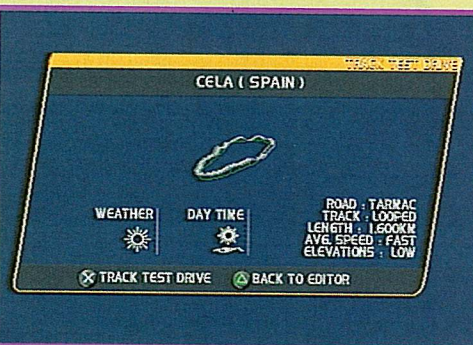 TRACK TEST DRIVE
CELA ( SPAIN )
WEATHER
DAY TIME
ROAD : TARMAC
TRACK : LOOPED
LENGTH : 1.600KM
AVG. SPEED : FAST
ELEVATIONS : LOW
TRACK TEST DRIVE
BACK TO EDITOR